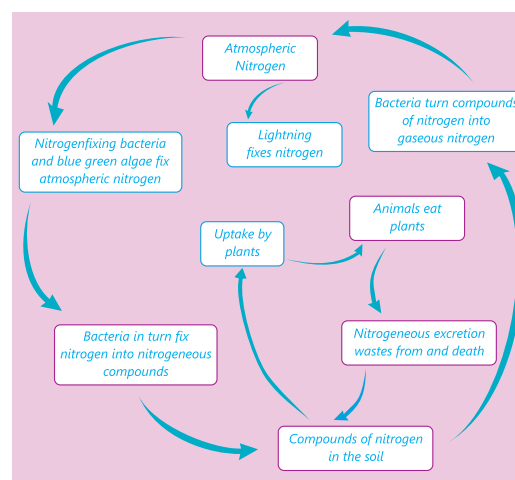 Atmospheric
Nitrogen
Lightning
fixes nitrogen
Bacteria turn compounds
of nitrogen into
gaseous nitrogen
Nitrogenfixing bacteria
and blue green algae fix
atmospheric nitrogen
Animals eat
plants
Uptake by
plants
Bacteria in turn fix
nitrogen into nitrogeneous
compounds
Nitrogeneous excretion
wastes from and death
Compounds of nitrogen
in the soil